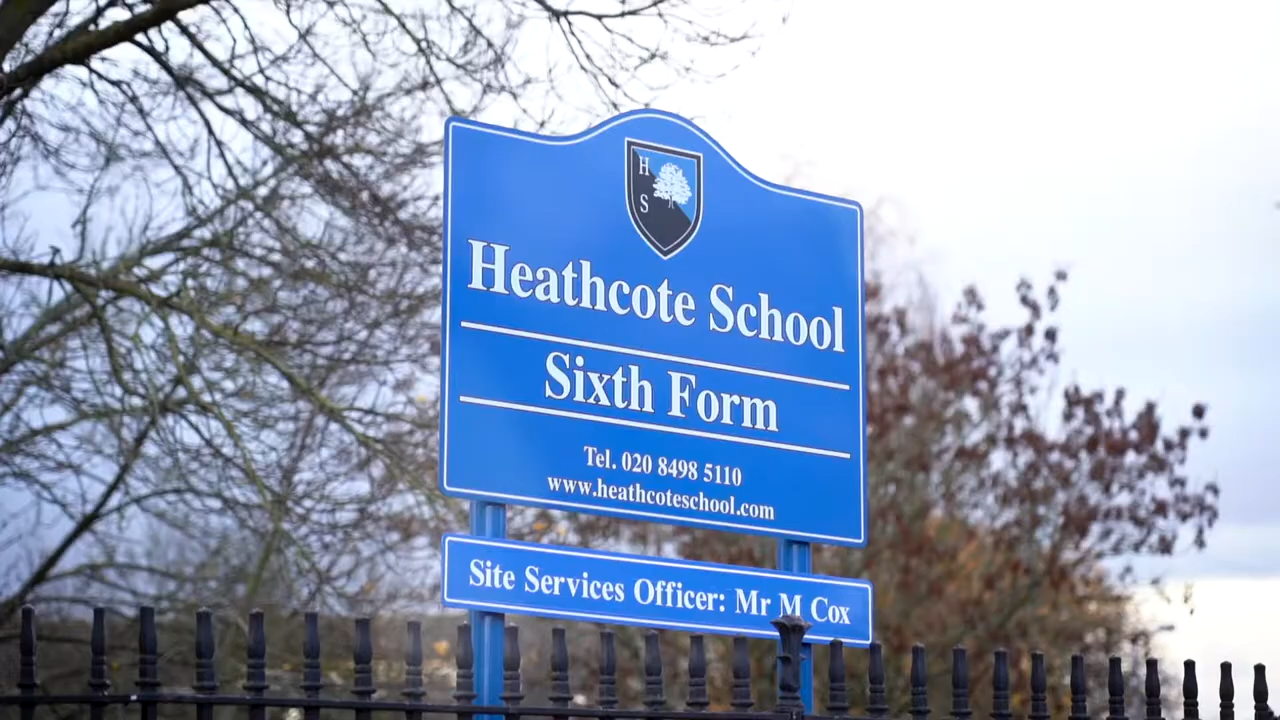 H
S
Heathcote School
Sixth Form
Tel. 020 8498 5110
www.heathcoteschool.com
Site Services Officer: Mr M Cox